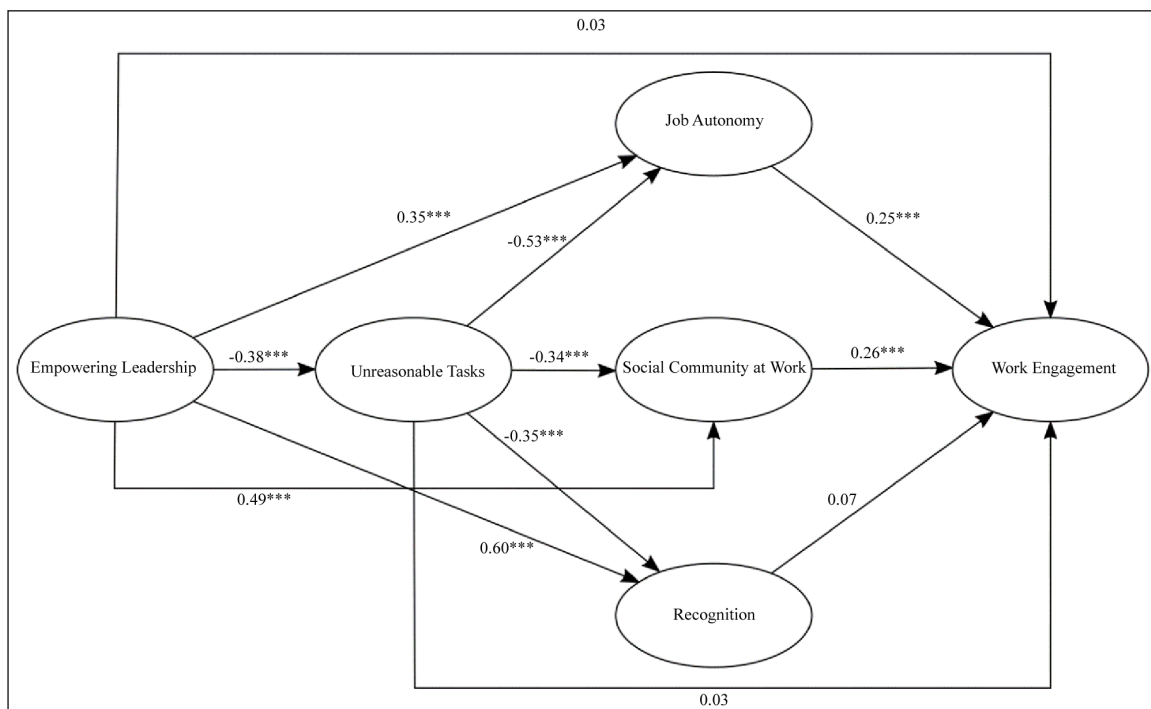 0.03
Job Autonomy
0.35***
0.25***
-0.53***
Empowering Leadership
-0.38***
Unreasonable Tasks
-0.34***
Social Community at Work
0.26***
Work Engagement
-0.35***
0.49***
0.07
0.60***
Recognition
0.03